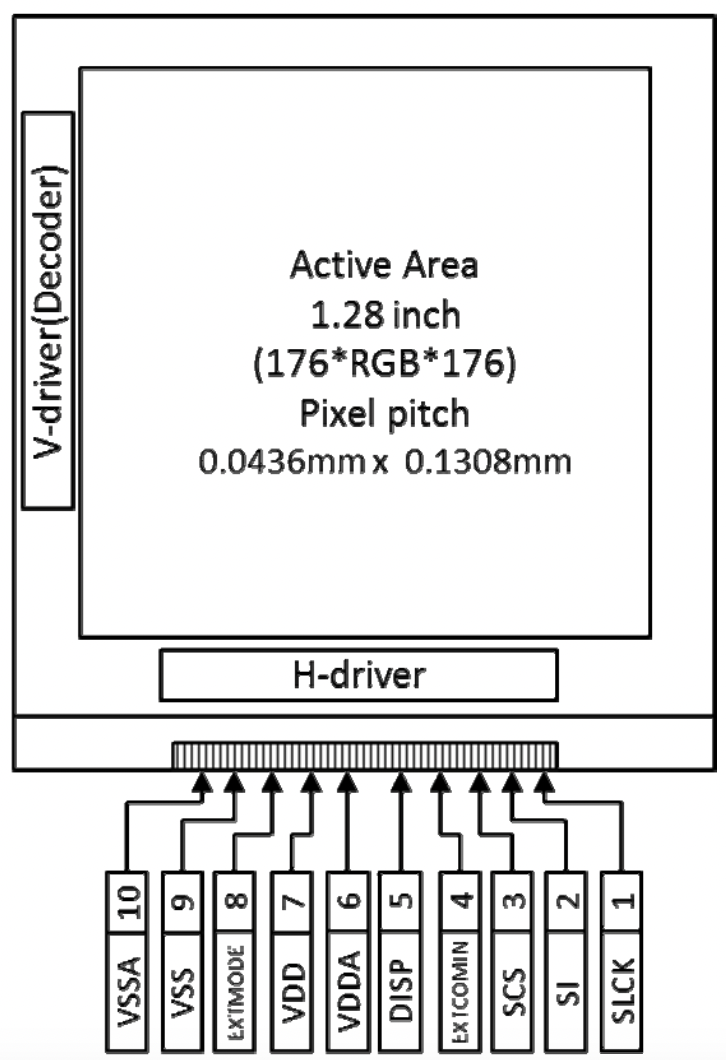 V-driver(Decoder)
Active Area
1.28 inch
(176*RGB*176)
Pixel pitch
0.0436mm x 0.1308mm
H-driver
VSSA 10
VSS 9
EXTMODE 8
VDD 7
VDDA 6
DISP 5
EXTCOMIN 4
SCS 3
SI 2
SLCK 1